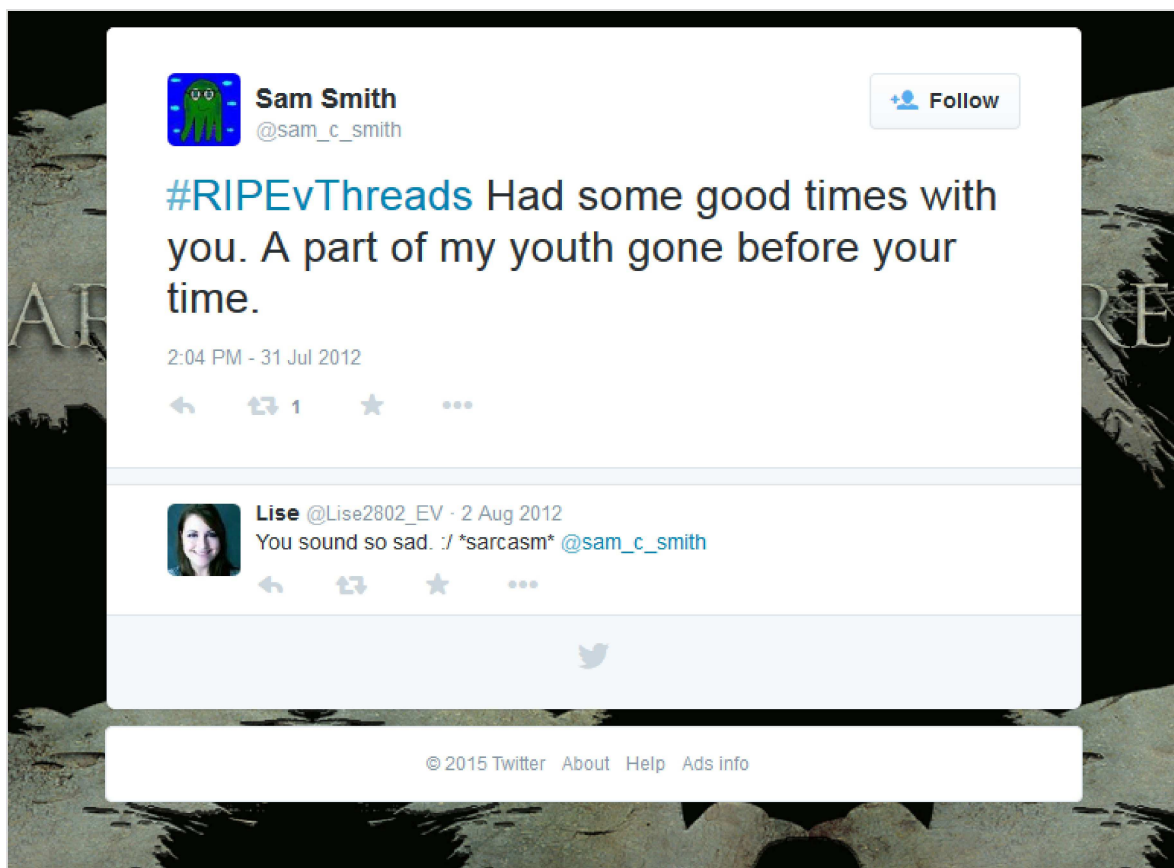 Sam Smith
@sam_c_smith
Follow
#RIPEvThreads Had some good times with
you. A part of my youth gone before your
time.
2:04 PM - 31 Jul 2012
1
AR
RE
Lise @Lise2802_EV · 2 Aug 2012
You sound so sad. :/ *sarcasm* @sam_c_smith
© 2015 Twitter About Help Ads info